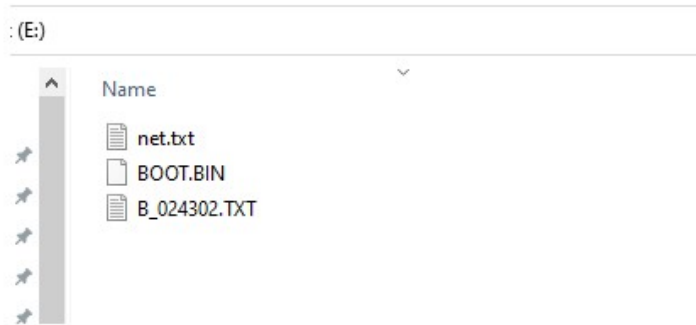 : (E:)
Name
net.txt
BOOT.BIN
B_024302.TXT